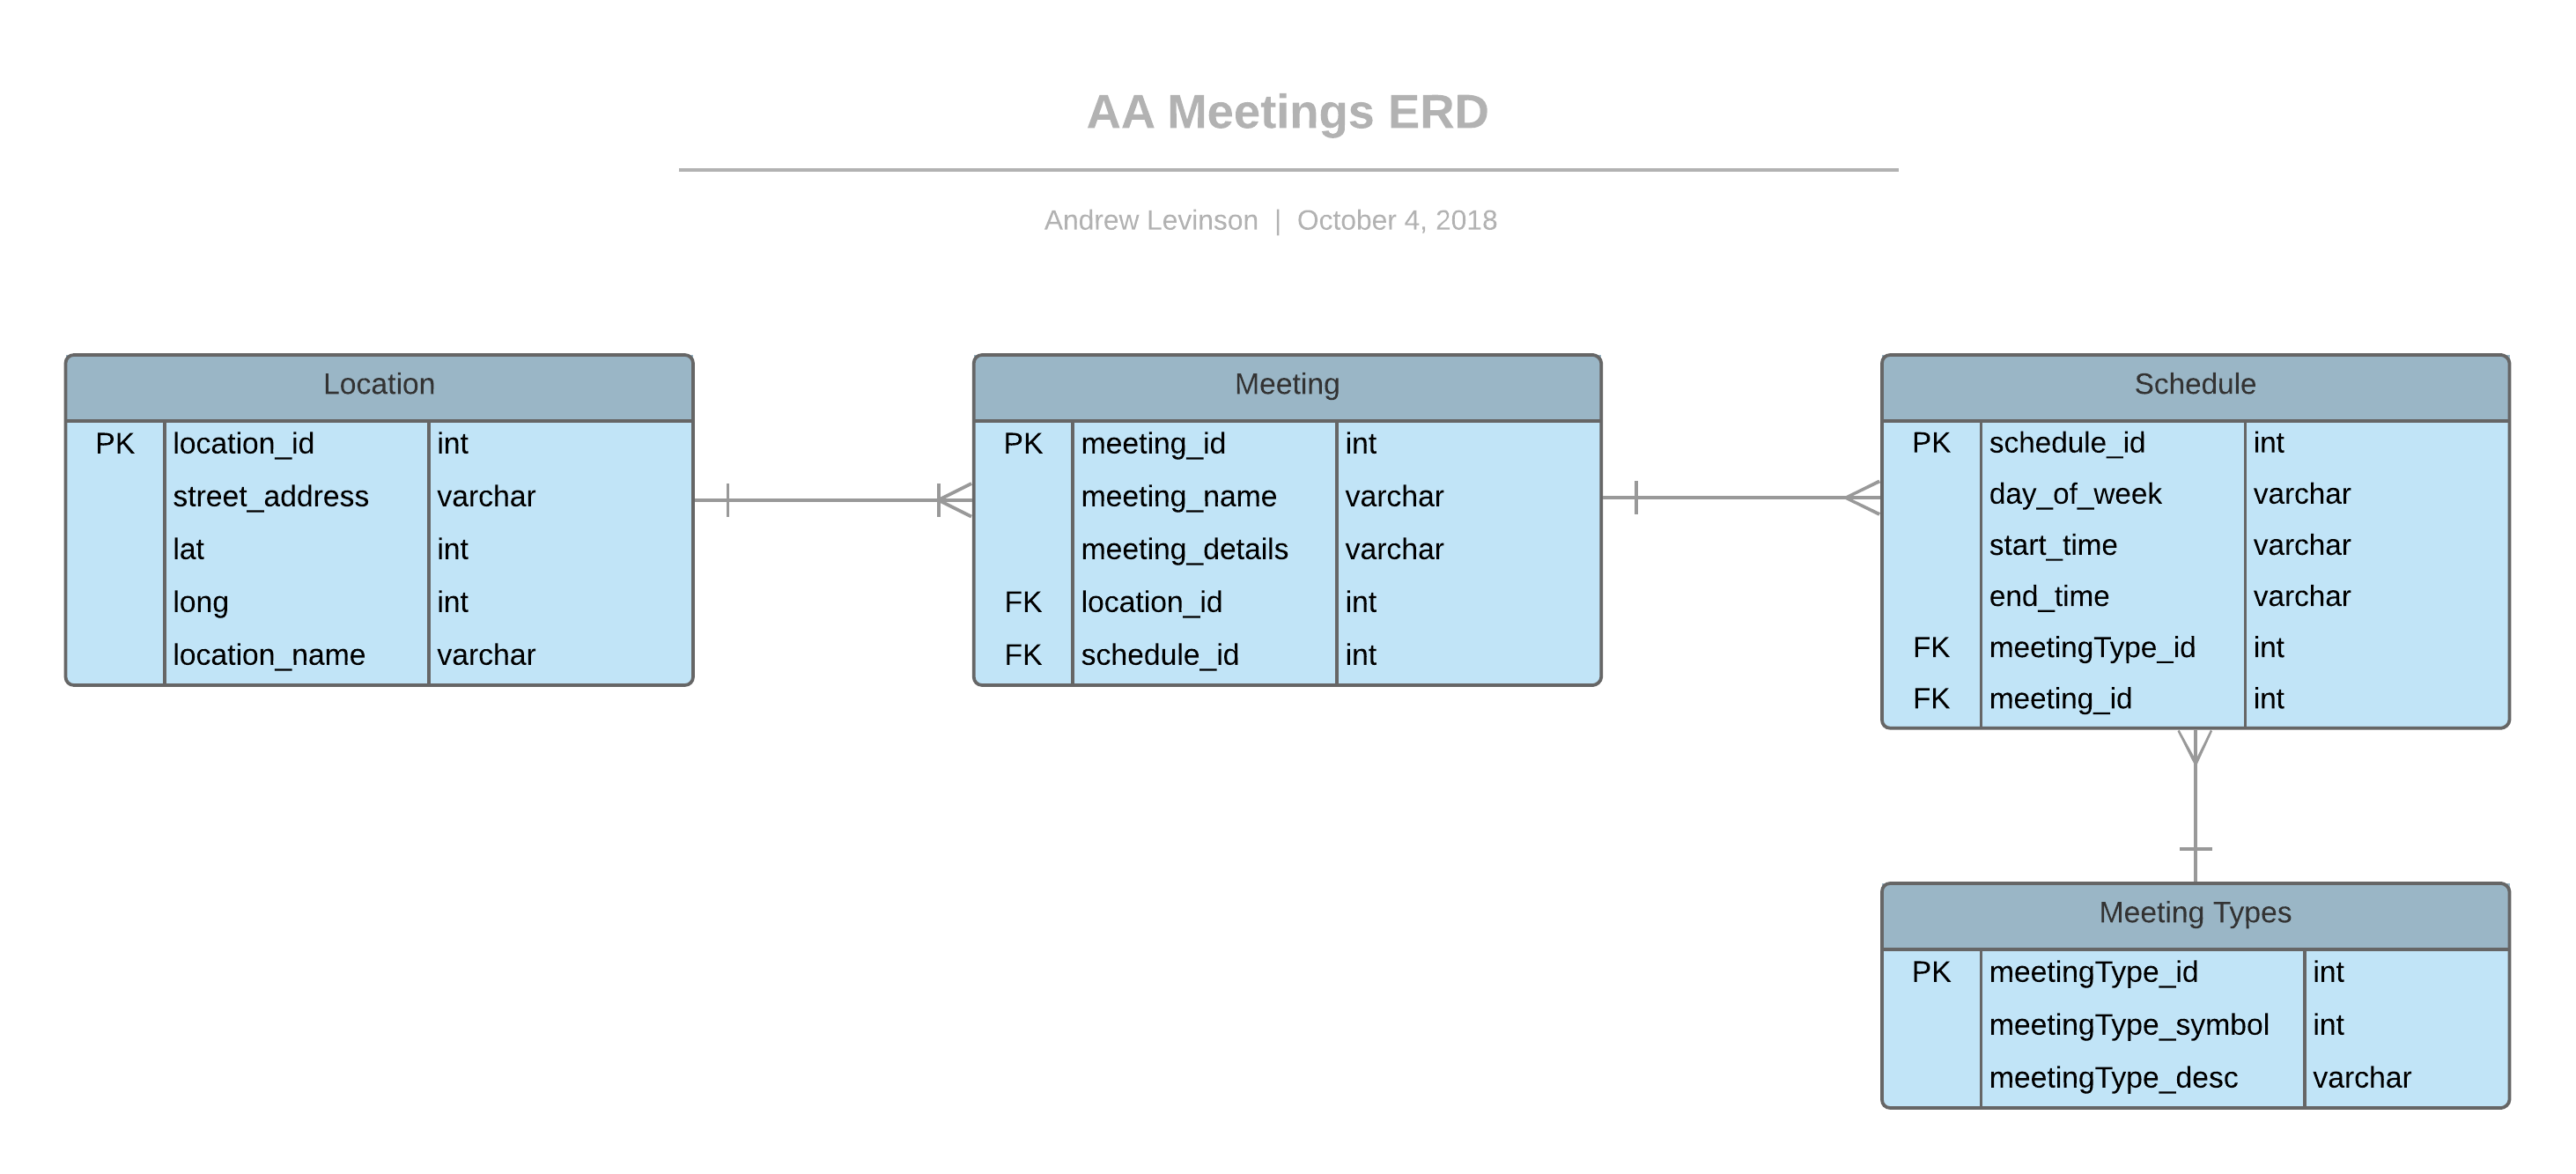 AA Meetings ERD
Andrew Levinson | October 4, 2018
Location
PK location_id int
street_address varchar
lat int
long int
location_name varchar
Meeting
PK meeting_id int
meeting_name varchar
meeting_details varchar
FK location_id int
FK schedule_id int
Schedule
PK schedule_id int
day_of_week varchar
start_time varchar
end_time varchar
FK meetingType_id int
FK meeting_id int
Meeting Types
PK meetingType_id int
meetingType_symbol int
meetingType_desc varchar